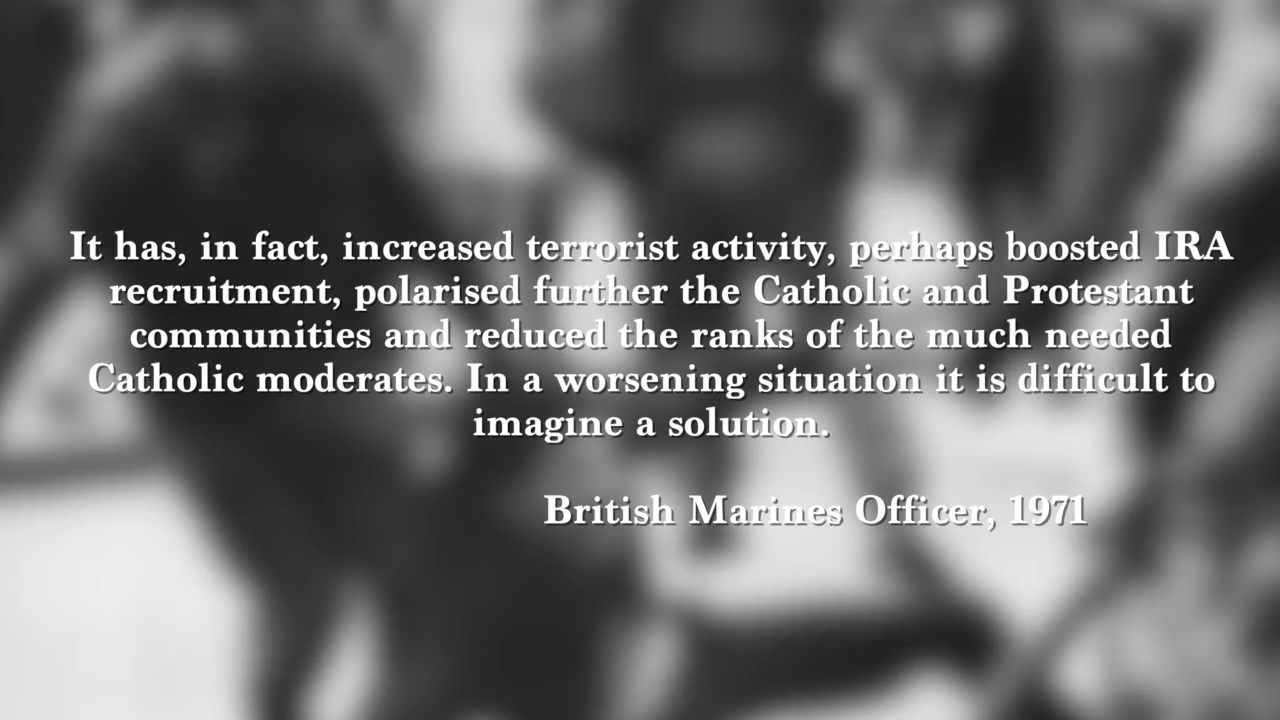 It has, in fact, increased terrorist activity, perhaps boosted IRA
recruitment, polarised further the Catholic and Protestant
communities and reduced the ranks of the much needed
Catholic moderates. In a worsening situation it is difficult to
imagine a solution.
British Marines Officer, 1971